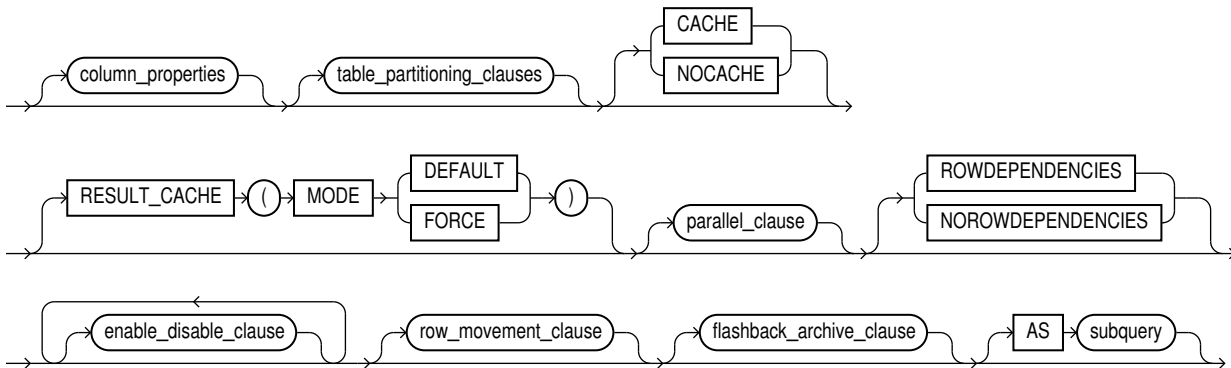 CACHE
column_properties table_partitioning_clauses NOCACHE
DEFAULT
RESULT_CACHE ( MODE ) FORCE
ROWDEPENDENCIES
parallel_clause NOROWDEPENDENCIES
enable_disable_clause row_movement_clause flashback_archive_clause AS subquery